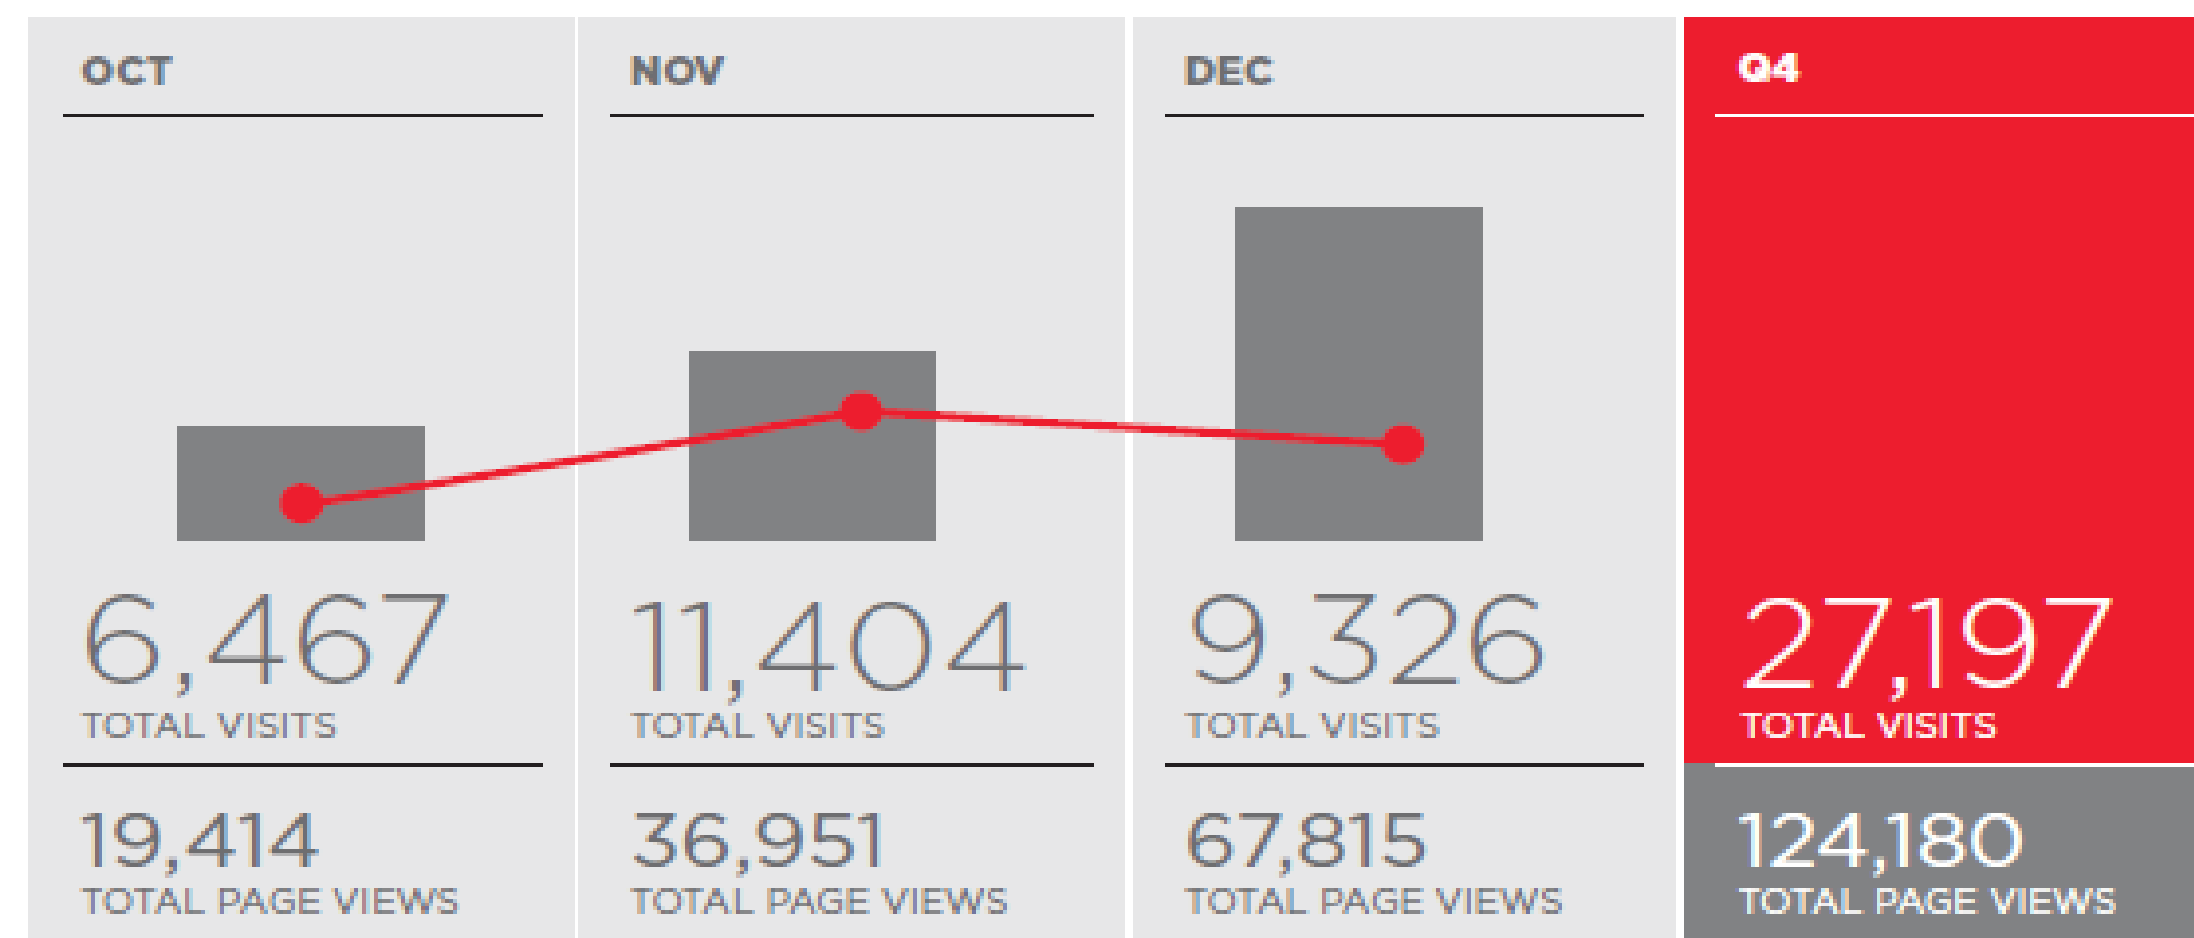 OCT
6,467
TOTAL VISITS
19,414
TOTAL PAGE VIEWS
NOV
11,404
TOTAL VISITS
36,951
TOTAL PAGE VIEWS
DEC
9,326
TOTAL VISITS
67,815
TOTAL PAGE VIEWS
Q4
27,197
TOTAL VISITS
124,180
TOTAL PAGE VIEWS